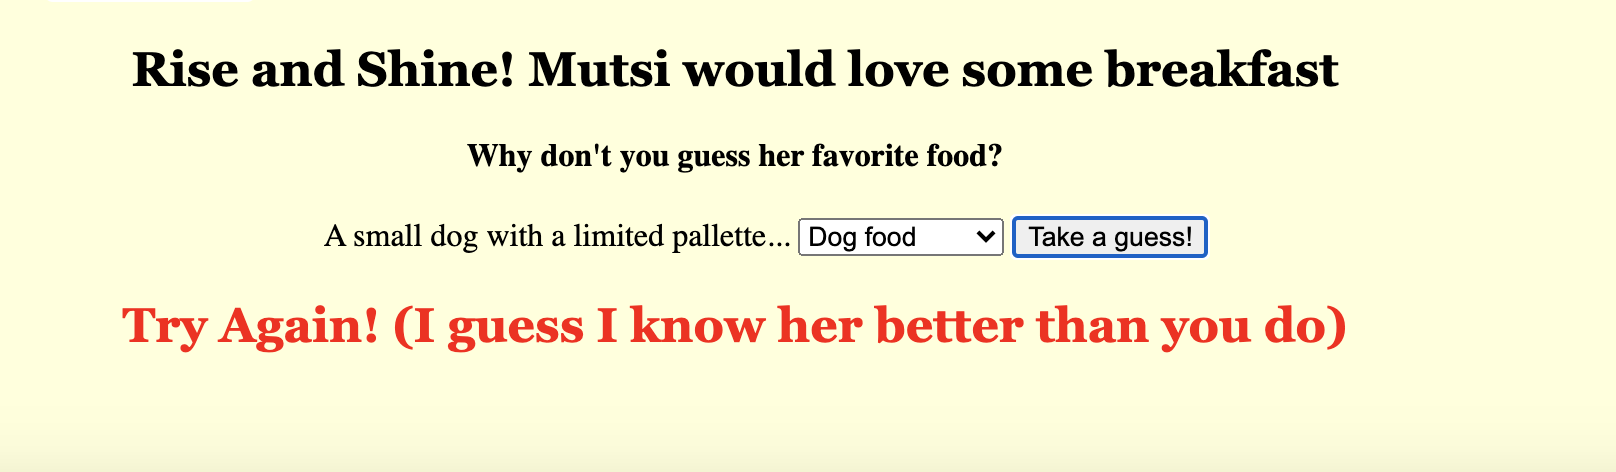 Rise and Shine! Mutsi would love some breakfast
Why don't you guess her favorite food?
A small dog with a limited pallette... Dog food Take a guess!
Try Again! (I guess I know her better than you do)